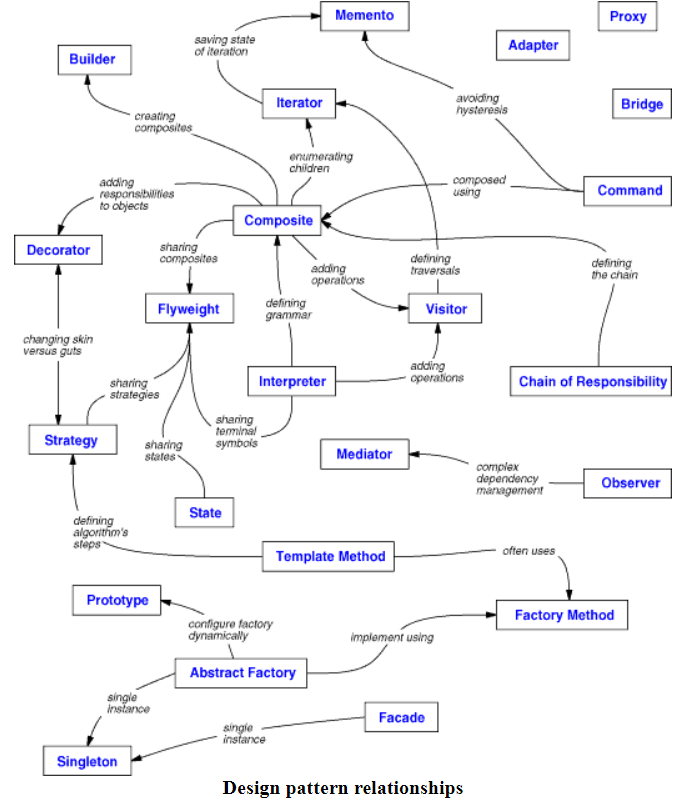 Memento
Proxy
saving state
of iteration
Adapter
Builder
Iterator
avoiding
hysteresis
Bridge
creating
composites
enumerating
children
adding
responsibilities
to objects
composed
using
Command
Composite
Decorator
sharing
composites
adding
operations
defining
traversals
defining
the chain
Flyweight
defining
grammar
Visitor
changing skin
versus guts
sharing
strategies
Interpreter
adding
operations
Chain of Responsibility
Strategy
sharing
states
sharing
terminal
symbols
Mediator
complex
dependency
management
Observer
State
defining
algorithm's
steps
Template Method
often uses
Prototype
configure factory
dynamically
implement using
Factory Method
Abstract Factory
single
instance
Facade
single
instance
Singleton
Design pattern relationships